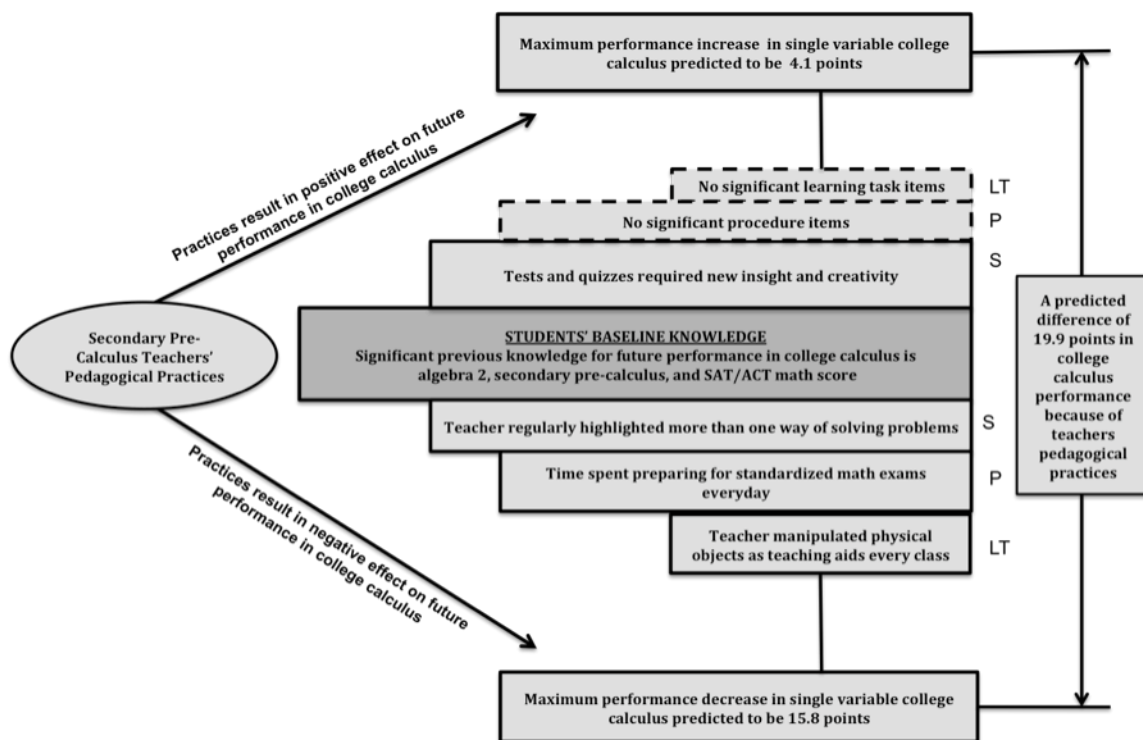 Maximum performance increase in single variable college
calculus predicted to be 4.1 points
Practices result in positive effect on future
performance in college calculus
No significant learning task items
LT
No significant procedure items
P
S
Tests and quizzes required new insight and creativity
Secondary Pre-
Calculus Teachers'
Pedagogical Practices
STUDENTS' BASELINE KNOWLEDGE
Significant previous knowledge for future performance in college calculus is
algebra 2, secondary pre-calculus, and SAT/ACT math score
A predicted
difference of
19.9 points in
college
calculus
performance
because of
teachers
pedagogical
practices
Teacher regularly highlighted more than one way of solving problems
S
Time spent preparing for standardized math exams
everyday
P
Teacher manipulated physical
objects as teaching aids every class
LT
Practices result in negative effect on future
performance in college calculus
Maximum performance decrease in single variable college
calculus predicted to be 15.8 points